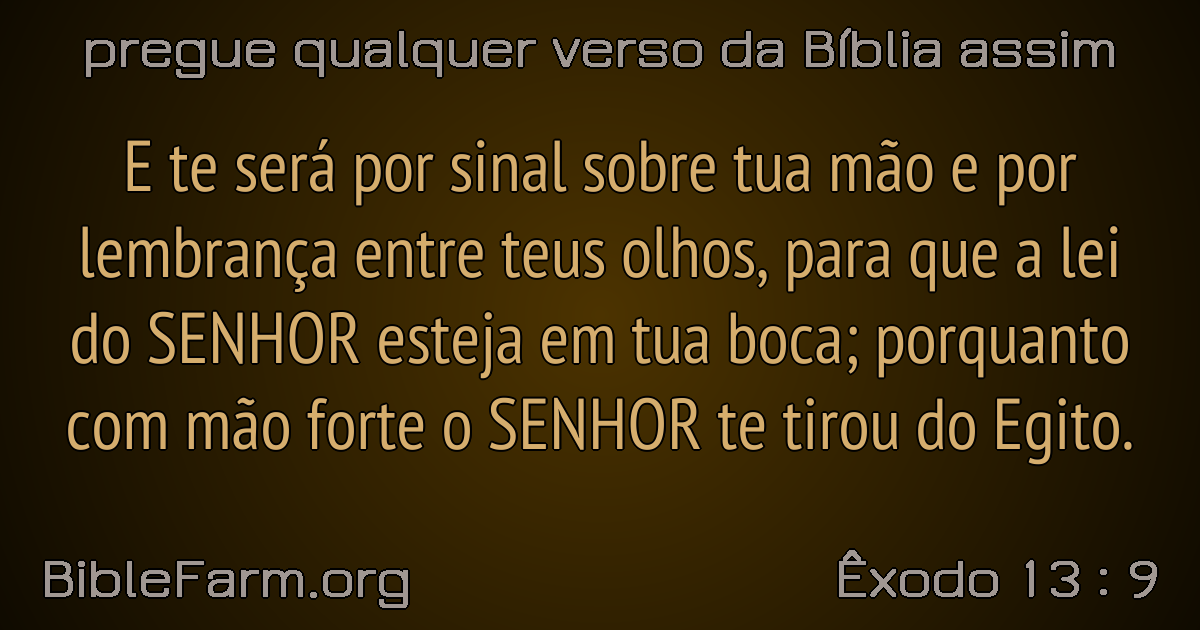 pregue qualquer verso da Bíblia assim
E te será por sinal sobre tua mão e por
lembrança entre teus olhos, para que a lei
do SENHOR esteja em tua boca; porquanto
com mão forte o SENHOR te tirou do Egito.
BibleFarm.org
Êxodo 13 : 9